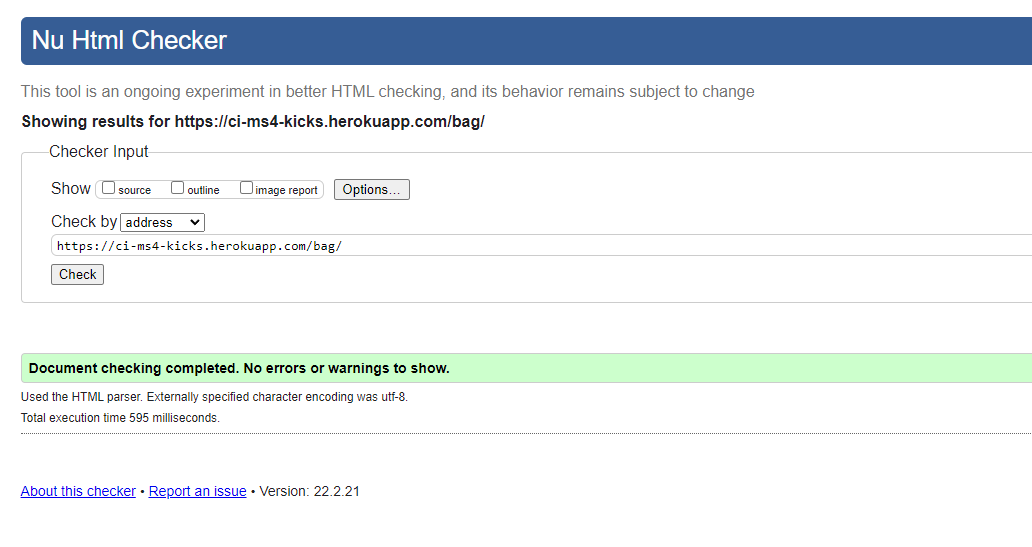 Nu Html Checker
This tool is an ongoing experiment in better HTML checking, and its behavior remains subject to change
Showing results for https://ci-ms4-kicks.herokuapp.com/bag/
Checker Input
Show source outline image report Options...
Check by address
https://ci-ms4-kicks.herokuapp.com/bag/
Check
Document checking completed. No errors or warnings to show.
Used the HTML parser. Externally specified character encoding was utf-8.
Total execution time 595 milliseconds.
About this checker • Report an issue • Version: 22.2.21